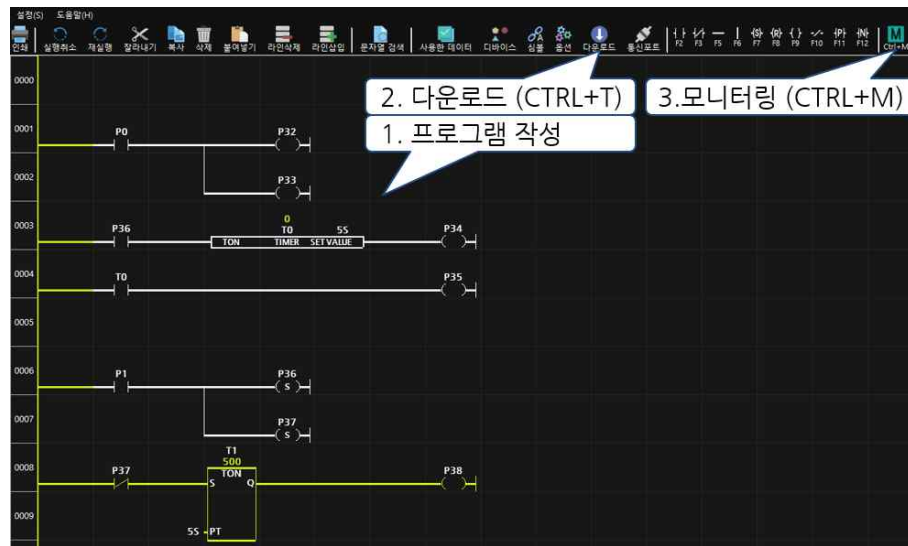 설정(S) 도움말(H)
인쇄 실행취소 재실행 잘라내기 복사 삭제 붙여넣기 라인삭제 라인삽입 문자열 검색 사용한 데이터 디바이스 심볼 옵션 다운로드 통신포트 F2 F3 F5 F6 F7 F8 F9 F10 F11 F12 Ctrl+M
2. 다운로드 (CTRL+T) 3.모니터링 (CTRL+M)
1. 프로그램 작성
0000
0001 P0 P32
0002 P33
0003 P36 0 T0 5S P34
TON TIMER SET VALUE
0004 T0 P35
0005
0006 P1 P36
S
0007 P37
S
T1
0008 P37 500 P38
TON
S Q
0009
5S PT